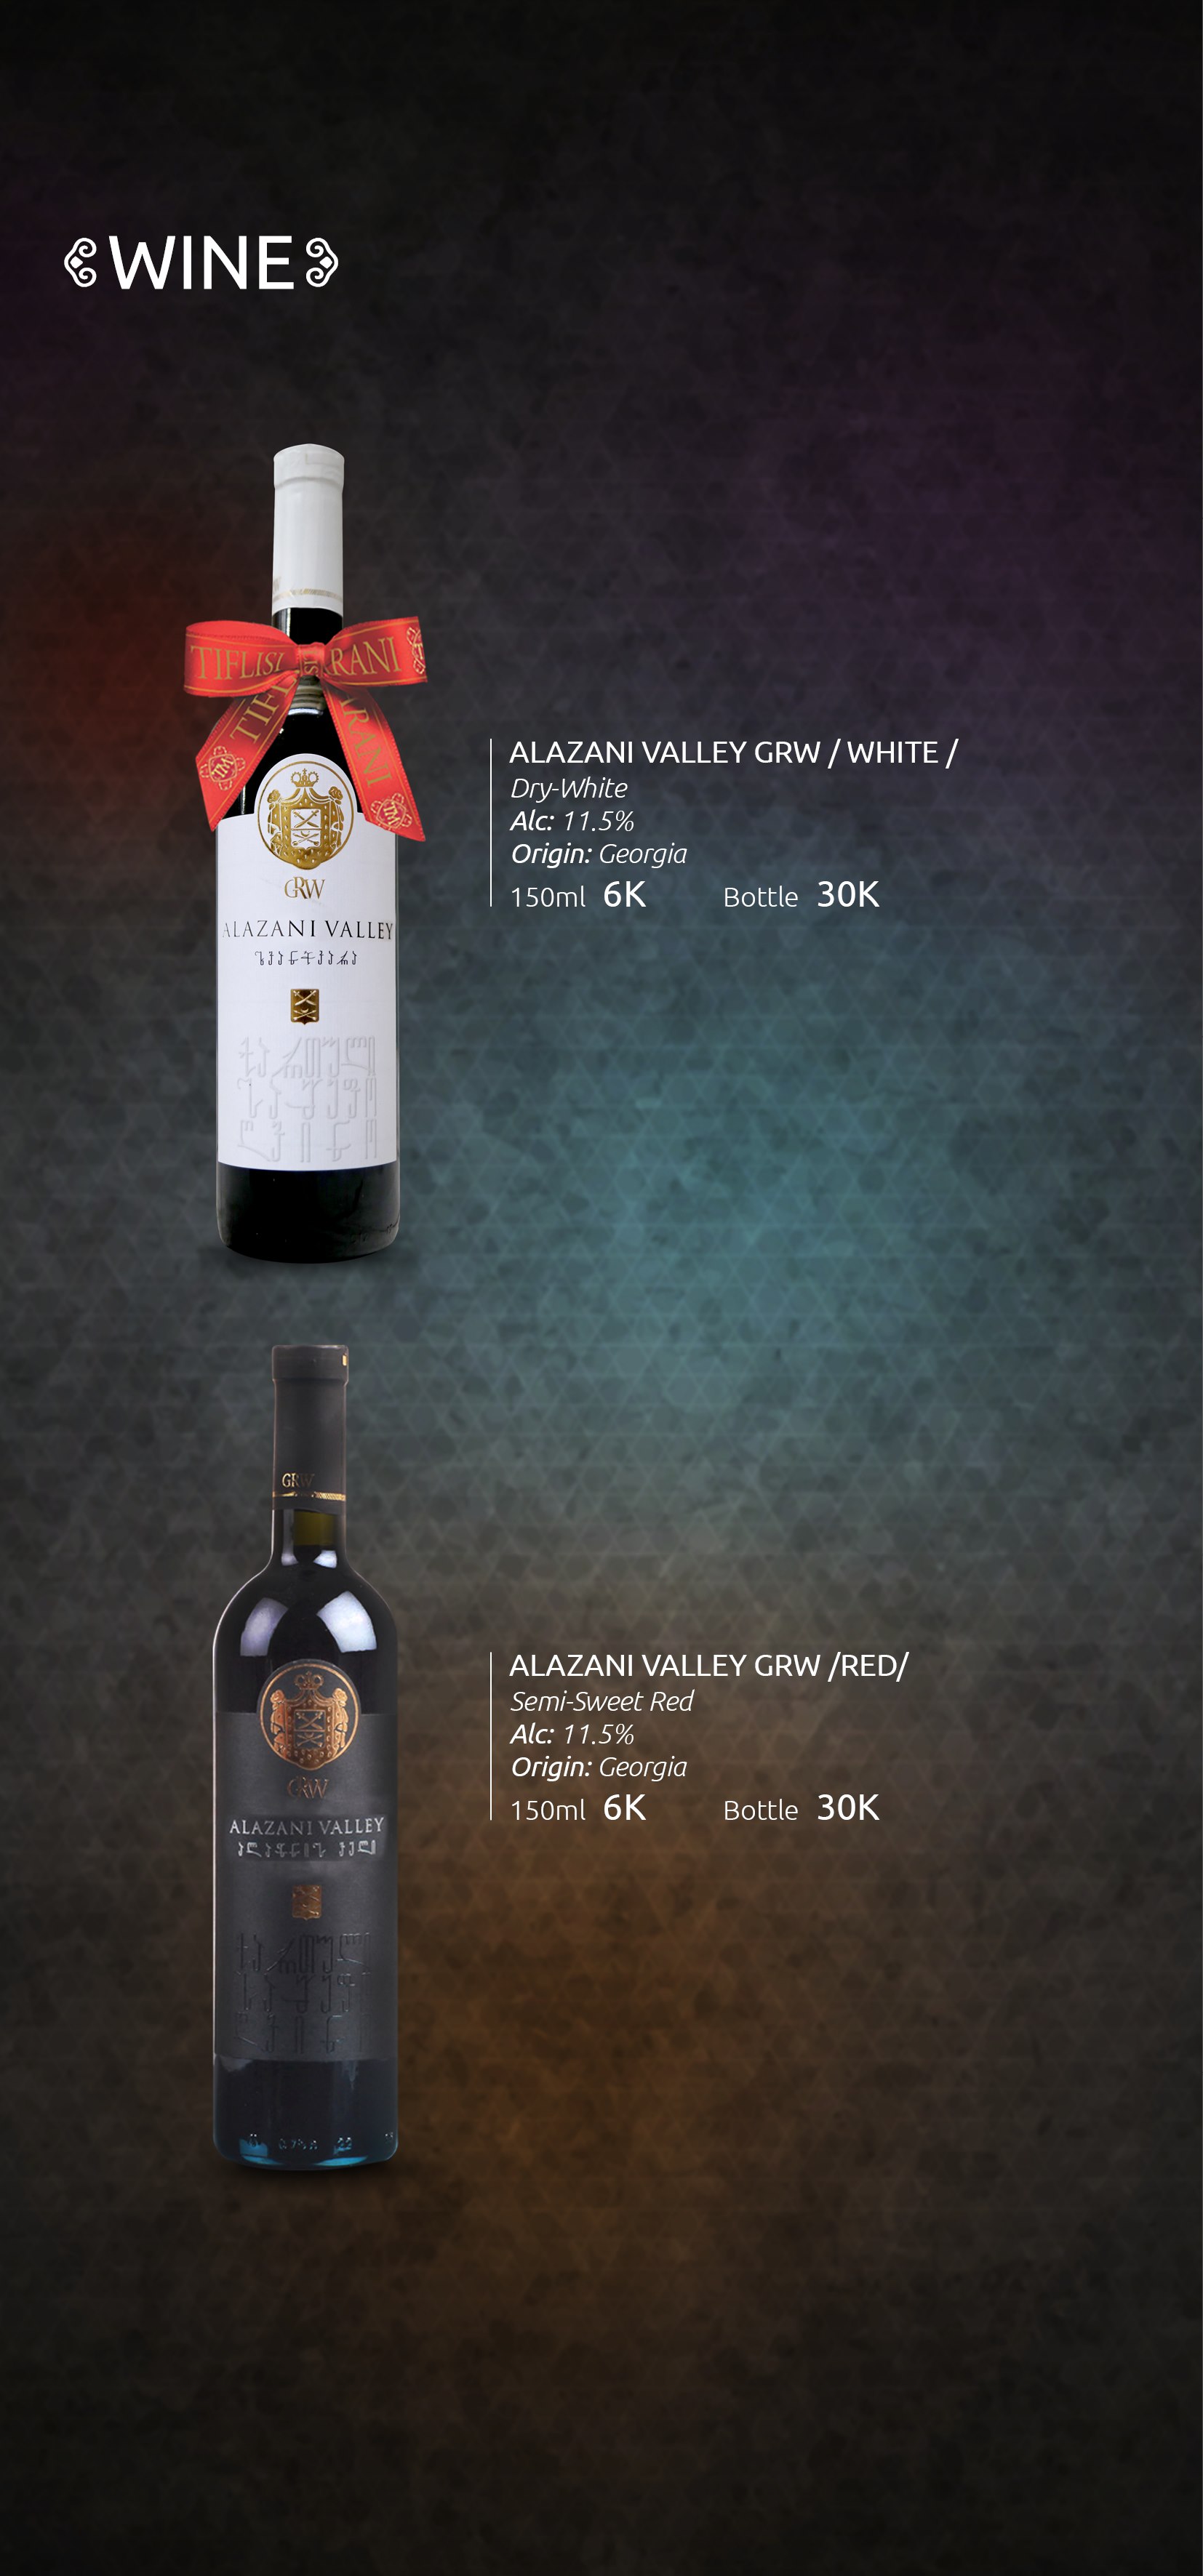 WINE
TIFLISI
RANI
TIFL
ARANI
GRW
ALAZANI VALLEY
ALAZANI VALLEY GRW / WHITE /
Dry-White
Alc: 11.5%
Origin: Georgia
150ml 6K Bottle 30K
GRW
GRW
ALAZANI VALLEY
ALAZANI VALLEY GRW /RED/
Semi-Sweet Red
Alc: 11.5%
Origin: Georgia
150ml 6K Bottle 30K